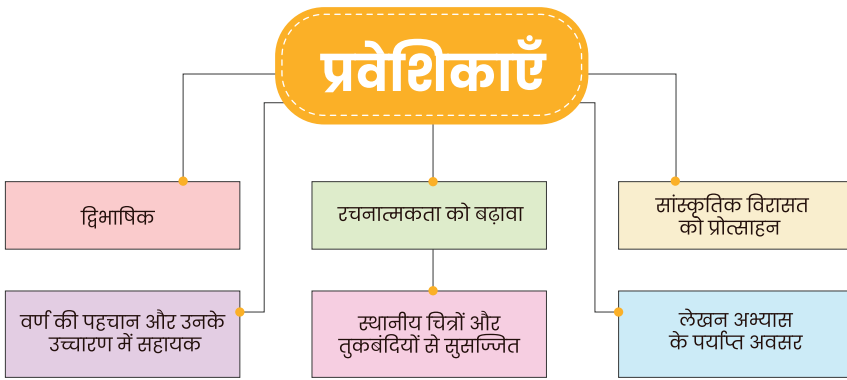 प्रवेशिकाएँ
द्विभाषिक
रचनात्मकता को बढ़ावा
सांस्कृतिक विरासत
को प्रोत्साहन
वर्ण की पहचान और उनके
उच्चारण में सहायक
स्थानीय चित्रों और
तुकबंदियों से सुसज्जित
लेखन अभ्यास
के पर्याप्त अवसर